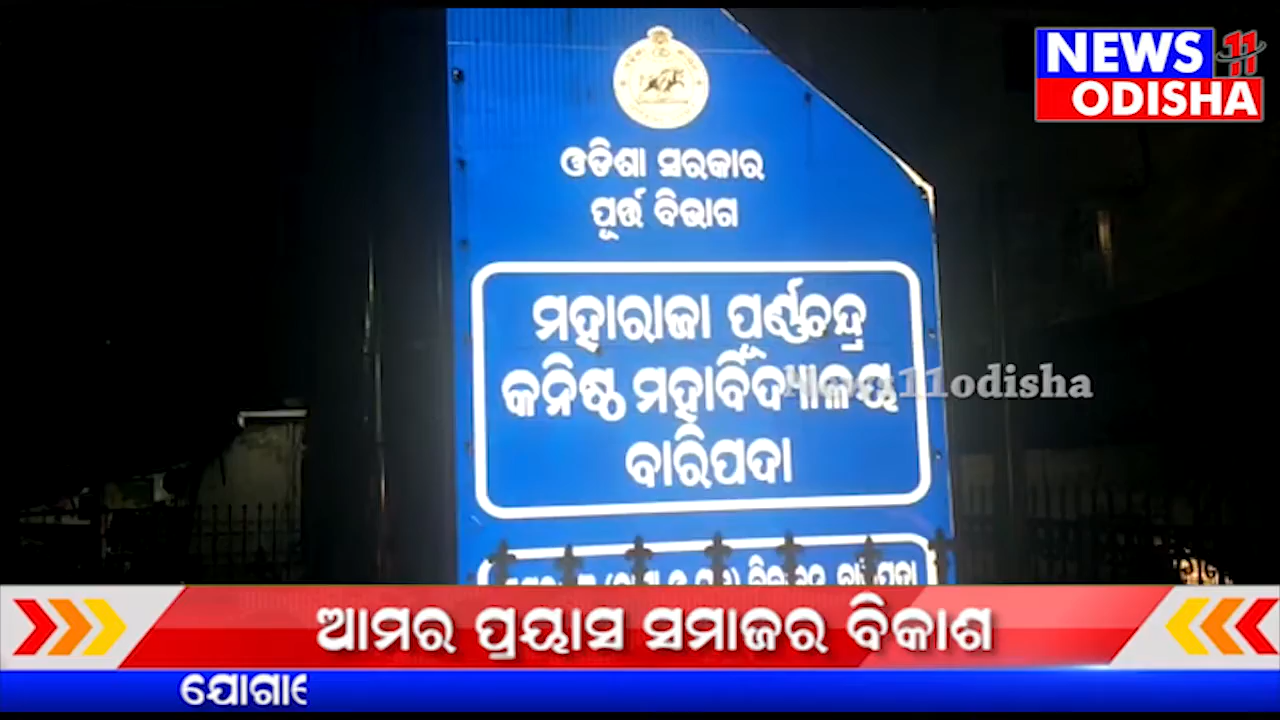 NEWS 11
ODISHA
ଓଡିଶା ସରକାର
ପୂର୍ତ୍ତ ବିଭାଗ
ମହାରାଜା ପୂର୍ଣ୍ଣଚନ୍ଦ୍ର
କନିଷ୍ଠ ମହାବିଦ୍ୟାଳୟ
News11odisha
ବାରିପଦା
ଆମର ପ୍ରୟାସ ସମାଜର ବିକାଶ